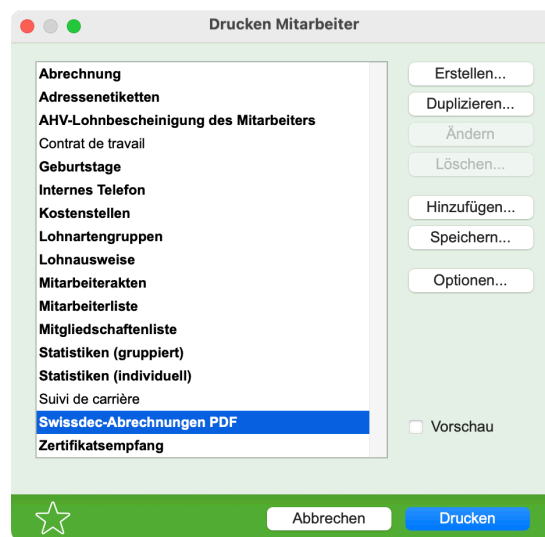 Drucken Mitarbeiter
Abrechnung
Adressenetiketten
AHV-Lohnbescheinigung des Mitarbeiters
Contrat de travail
Geburtstage
Internes Telefon
Kostenstellen
Lohnartengruppen
Lohnausweise
Mitarbeiterakten
Mitarbeiterliste
Mitgliedschaftenliste
Statistiken (gruppiert)
Statistiken (individuell)
Suivi de carrière
Swissdec-Abrechnungen PDF
Zertifikatsempfang
Erstellen...
Duplizieren...
Ändern
Löschen...
Hinzufügen...
Speichern...
Optionen...
Vorschau
Abbrechen
Drucken